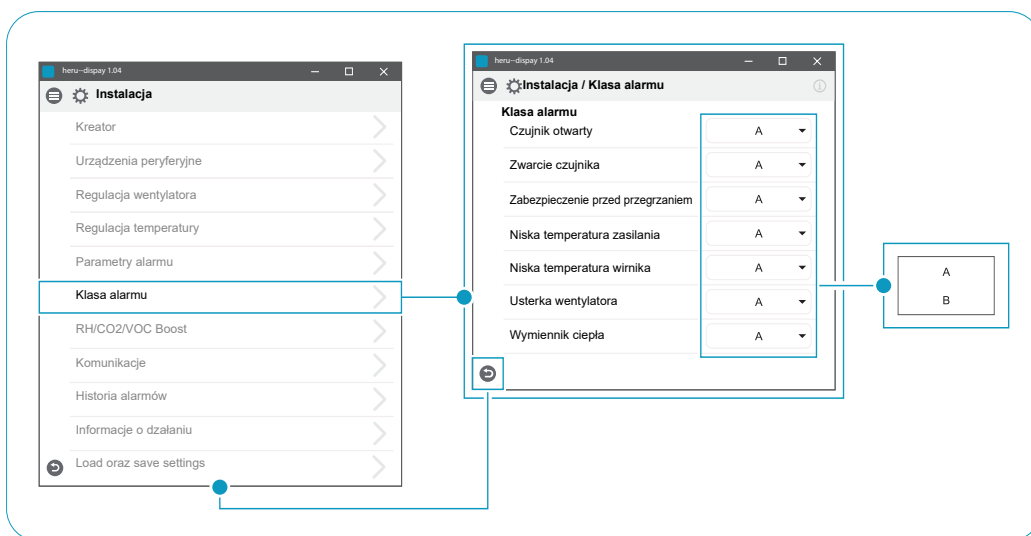 heru–dispay 1.04
Instalacja
Kreator
Urządzenia peryferyjne
Regulacja wentylatora
Regulacja temperatury
Parametry alarmu
Klasa alarmu
RH/CO2/VOC Boost
Komunikacje
Historia alarmów
Informacje o dzałaniu
Load oraz save settings
heru–dispay 1.04
Instalacja / Klasa alarmu
Klasa alarmu
Czujnik otwarty A
Zwarcie czujnika A
Zabezpieczenie przed przegrzaniem A
Niska temperatura zasilania A
Niska temperatura wirnika A
Usterka wentylatora A
Wymiennik ciepła A
A
B